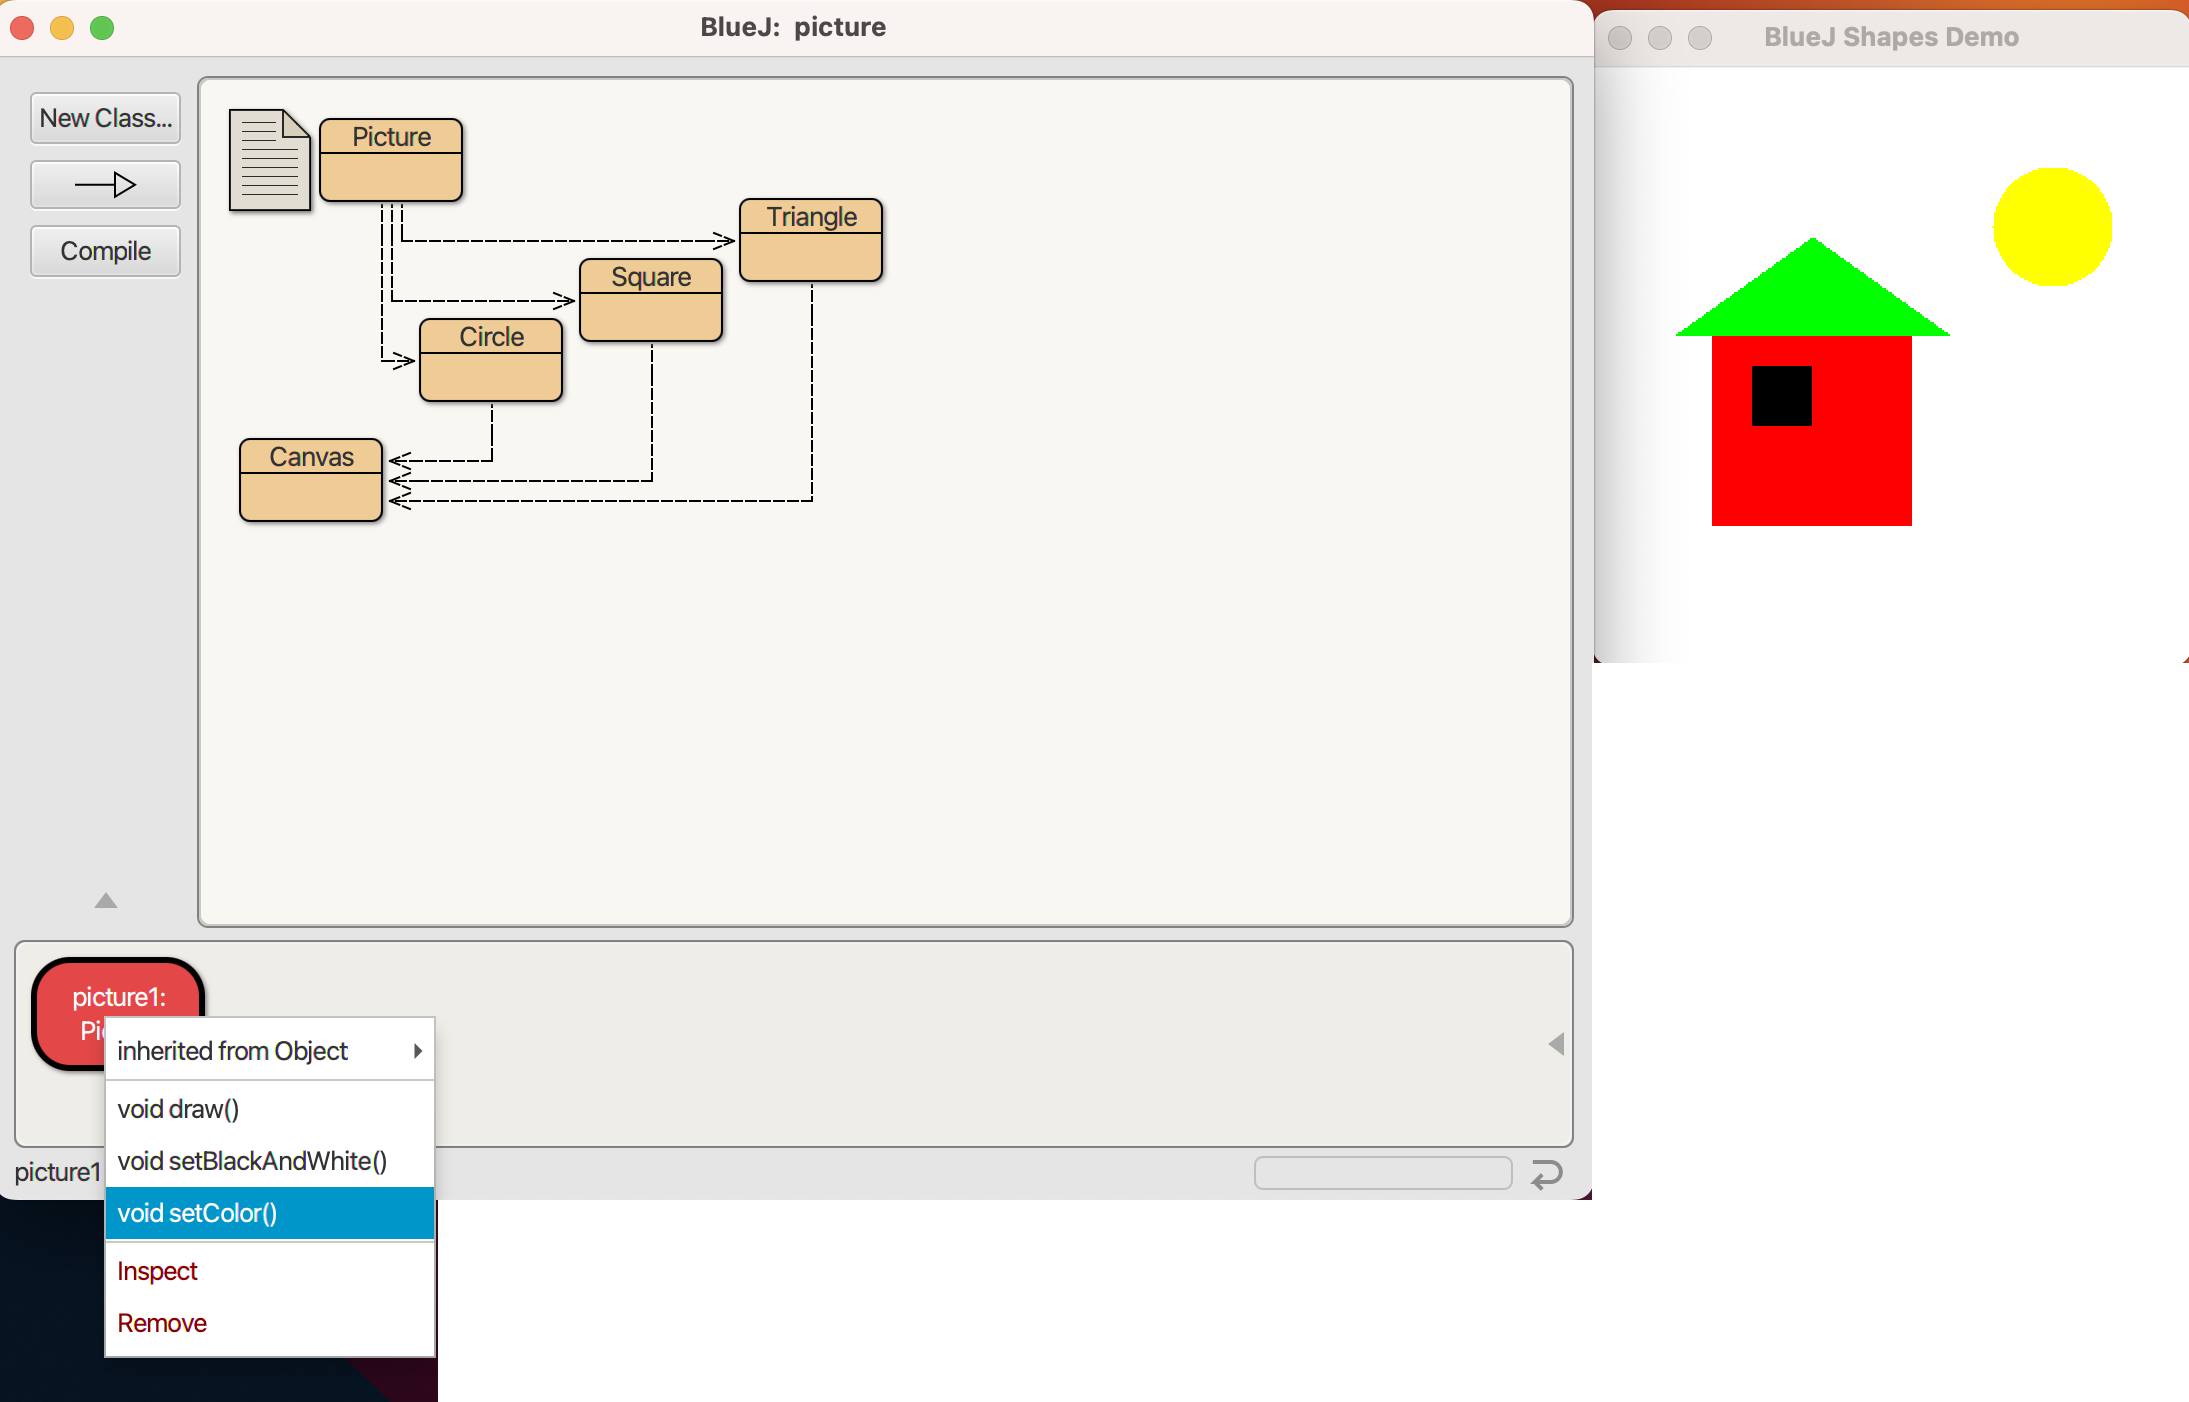 BlueJ:  picture
BlueJ Shapes Demo
New Class...
Compile
Picture
Triangle
Square
Circle
Canvas
picture1:
inherited from Object
void draw()
void setBlackAndWhite()
picture1
void setColor()
Inspect
Remove